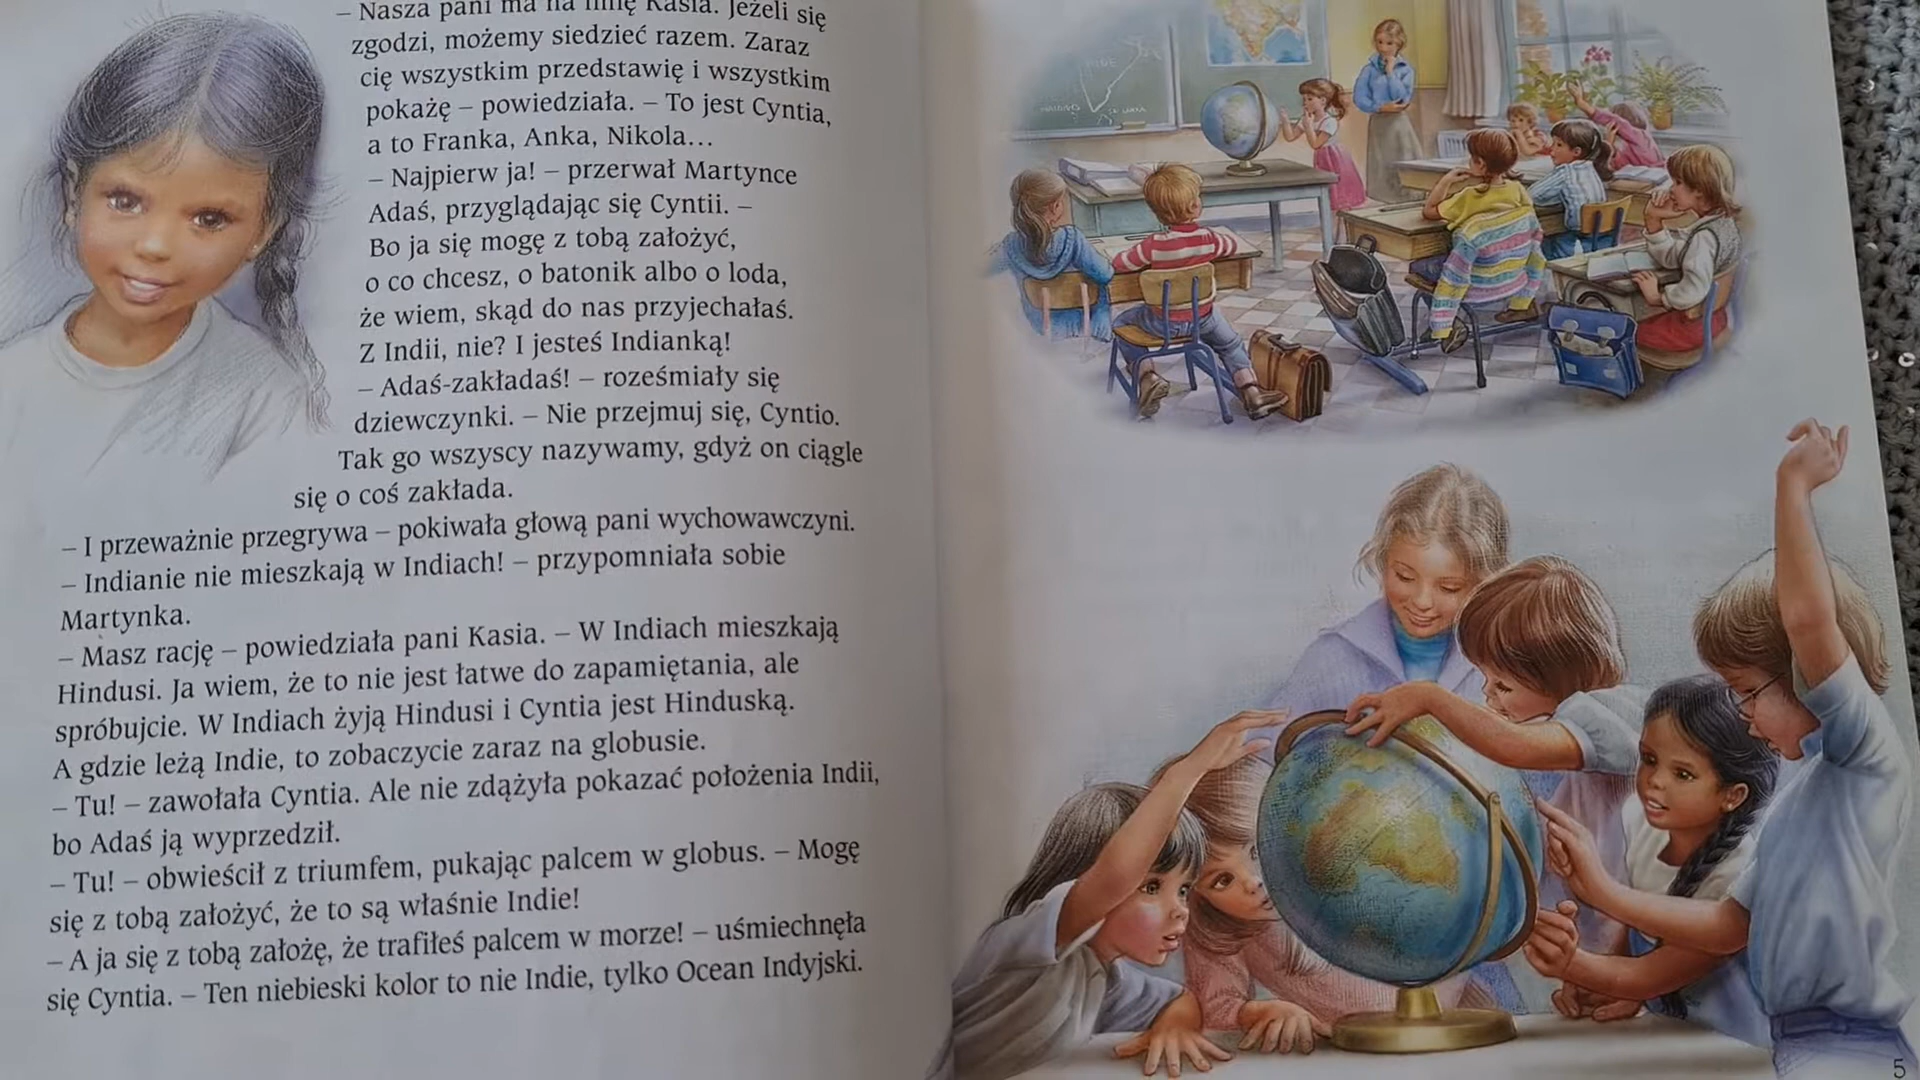 – Nasza pani ma na imię Kasia. Jeżeli się
zgodzi, możemy siedzieć razem. Zaraz
cię wszystkim przedstawię i wszystkim
pokażę – powiedziała. – To jest Cyntia,
a to Franka, Anka, Nikola...
– Najpierw ja! – przerwał Martynce
Adaś, przyglądając się Cyntii. –
Bo ja się mogę z tobą założyć,
o co chcesz, o batonik albo o loda,
że wiem, skąd do nas przyjechałaś.
Z Indii, nie? I jesteś Indianką!
– Adaś-zakładaś! – roześmiały się
dziewczynki. – Nie przejmuj się, Cyntio.
Tak go wszyscy nazywamy, gdyż on ciągle
się o coś zakłada.
– I przeważnie przegrywa – pokiwała głową pani wychowawczyni.
– Indianie nie mieszkają w Indiach! – przypomniała sobie
Martynka.
– Masz rację – powiedziała pani Kasia. – W Indiach mieszkają
Hindusi. Ja wiem, że to nie jest łatwe do zapamiętania, ale
spróbujcie. W Indiach żyją Hindusi i Cyntia jest Hinduską.
A gdzie leżą Indie, to zobaczycie zaraz na globusie.
– Tu! – zawołała Cyntia. Ale nie zdążyła pokazać położenia Indii,
bo Adaś ją wyprzedził.
– Tu! – obwieścił z triumfem, pukając palcem w globus. – Mogę
się z tobą założyć, że to są właśnie Indie!
– A ja się z tobą założę, że trafiłeś palcem w morze! – uśmiechnęła
się Cyntia. – Ten niebieski kolor to nie Indie, tylko Ocean Indyjski.
5